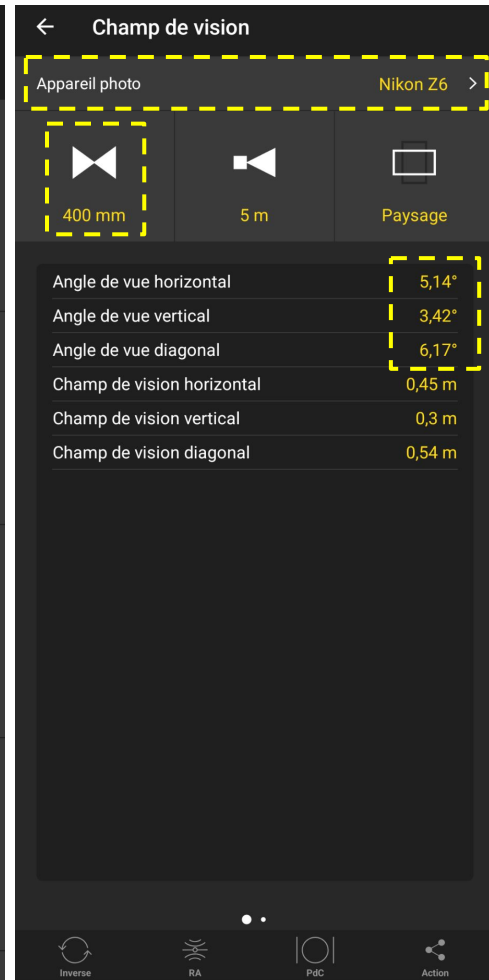 Champ de vision
Appareil photo Nikon Z6
400 mm 5 m Paysage
Angle de vue horizontal 5,14°
Angle de vue vertical 3,42°
Angle de vue diagonal 6,17°
Champ de vision horizontal 0,45 m
Champ de vision vertical 0,3 m
Champ de vision diagonal 0,54 m
Inverse RA PdC Action